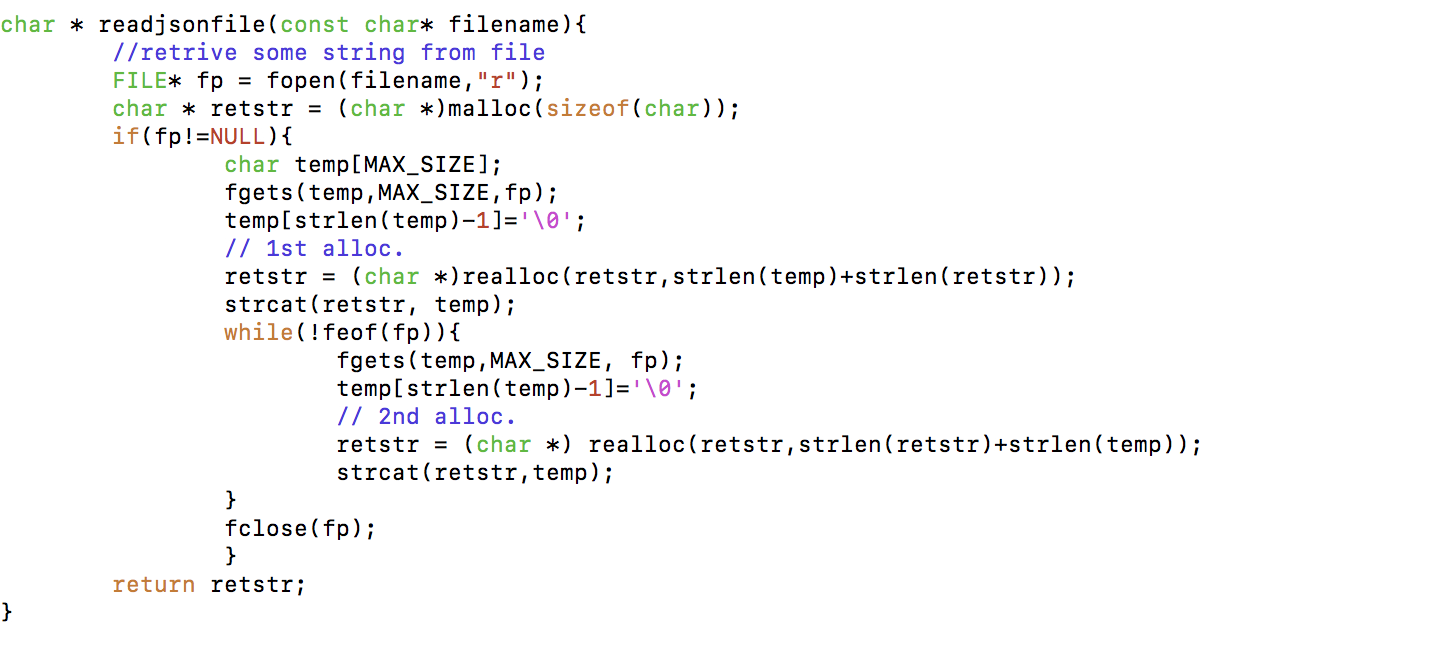 char * readjsonfile(const char* filename){
        //retrive some string from file
        FILE* fp = fopen(filename,"r");
        char * retstr = (char *)malloc(sizeof(char));
        if(fp!=NULL){
                char temp[MAX_SIZE];
                fgets(temp,MAX_SIZE,fp);
                temp[strlen(temp)-1]='\0';
                // 1st alloc.
                retstr = (char *)realloc(retstr,strlen(temp)+strlen(retstr));
                strcat(retstr, temp);
                while(!feof(fp)){
                        fgets(temp,MAX_SIZE, fp);
                        temp[strlen(temp)-1]='\0';
                        // 2nd alloc.
                        retstr = (char *) realloc(retstr,strlen(retstr)+strlen(temp));
                        strcat(retstr,temp);
                }
                fclose(fp);
                }
        return retstr;
}